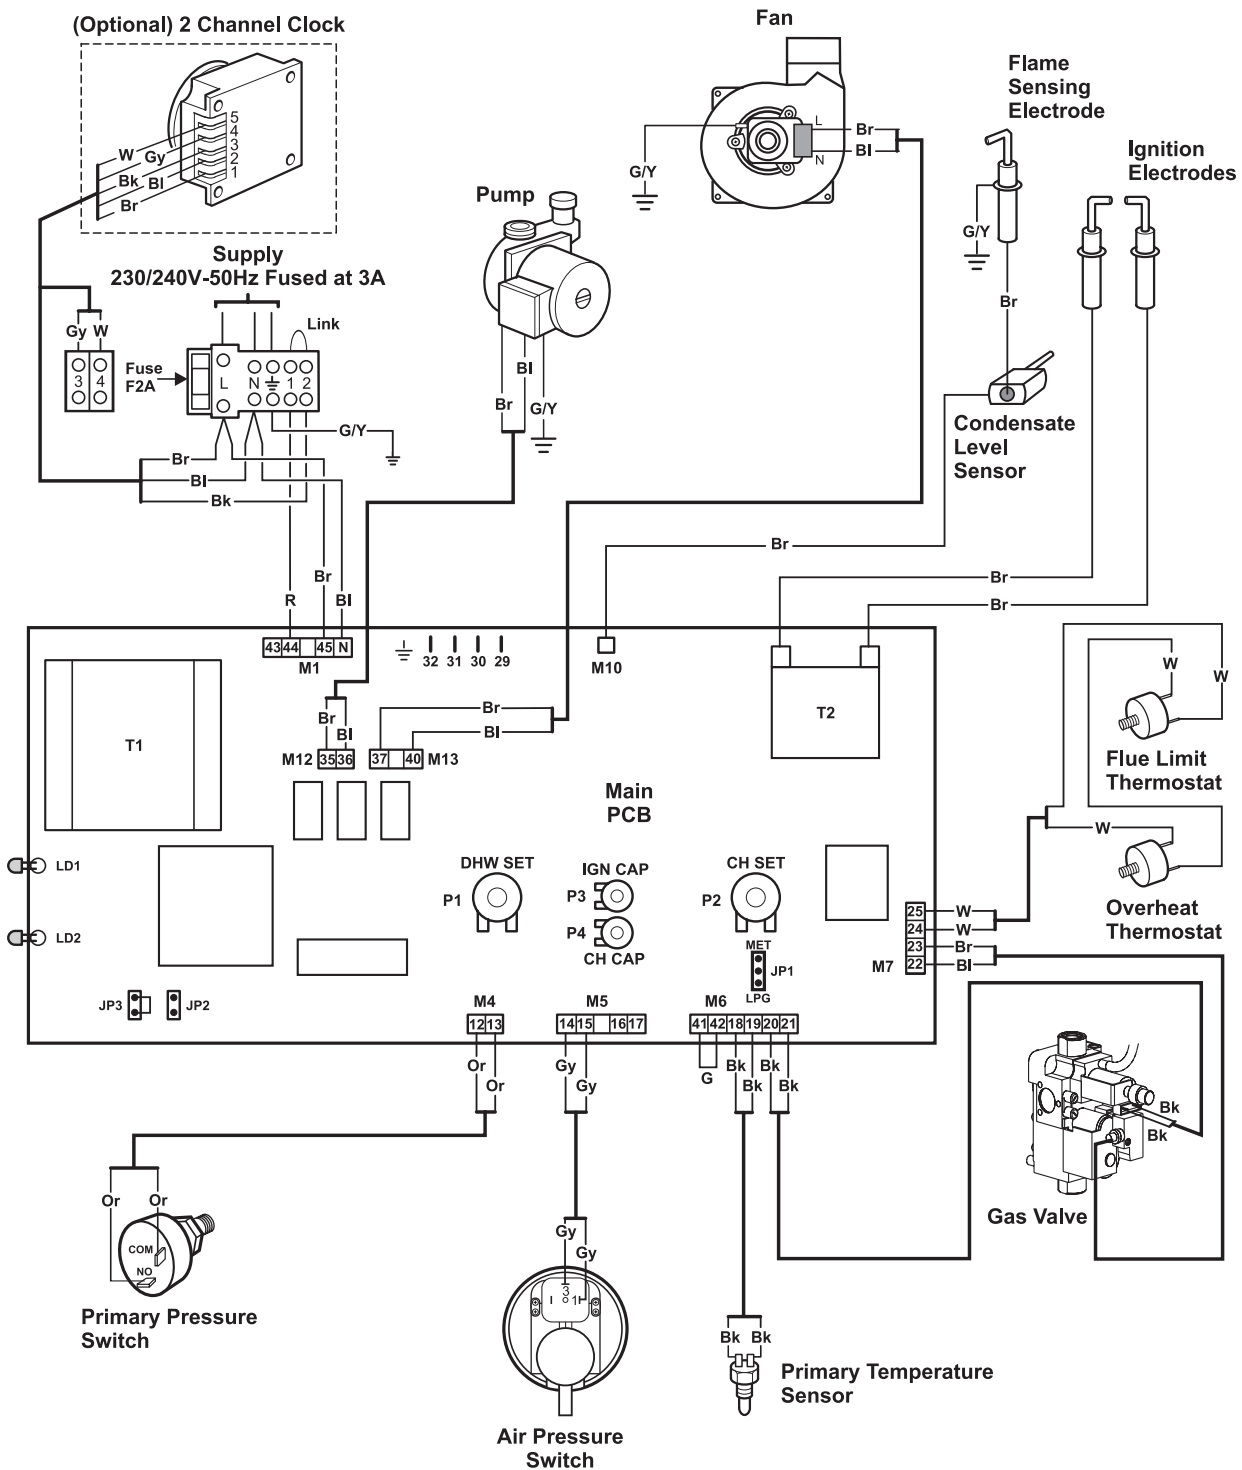 (Optional) 2 Channel Clock
5
4
3
2
1
W
Gy
Bk
Bl
Br
Fan
L
N
Br
Bl
G/Y
Flame
Sensing
Electrode
G/Y
Br
Ignition
Electrodes
Pump
Bl
Br
G/Y
Supply
230/240V-50Hz Fused at 3A
Link
Gy W
3 4
Fuse
F2A
L N 1 2
G/Y
Br
Bl
Bk
Condensate
Level
Sensor
Br
Br
Br
R
Br
Bl
43 44 45 N
M1
32 31 30 29
M10
T1
T2
Br
Bl
Br
Bl
M12 35 36
37 40 M13
Main
PCB
W
W
Flue Limit
Thermostat
W
Overheat
Thermostat
LD1
LD2
DHW SET
P1
IGN CAP
P3
P4
CH CAP
CH SET
P2
MET
JP1
LPG
25 W
24 W
23 Br
22 Bl
M7
JP3
JP2
M4
12 13
Or
Or
M5
14 15 16 17
Gy
Gy
M6
41 42 18 19 20 21
G
Bk
Bk
Bk
Bk
Bk
Bk
Gas Valve
Or
Or
COM
NO
Primary Pressure
Switch
Gy
Gy
3
1
Air Pressure
Switch
Bk Bk
Primary Temperature
Sensor